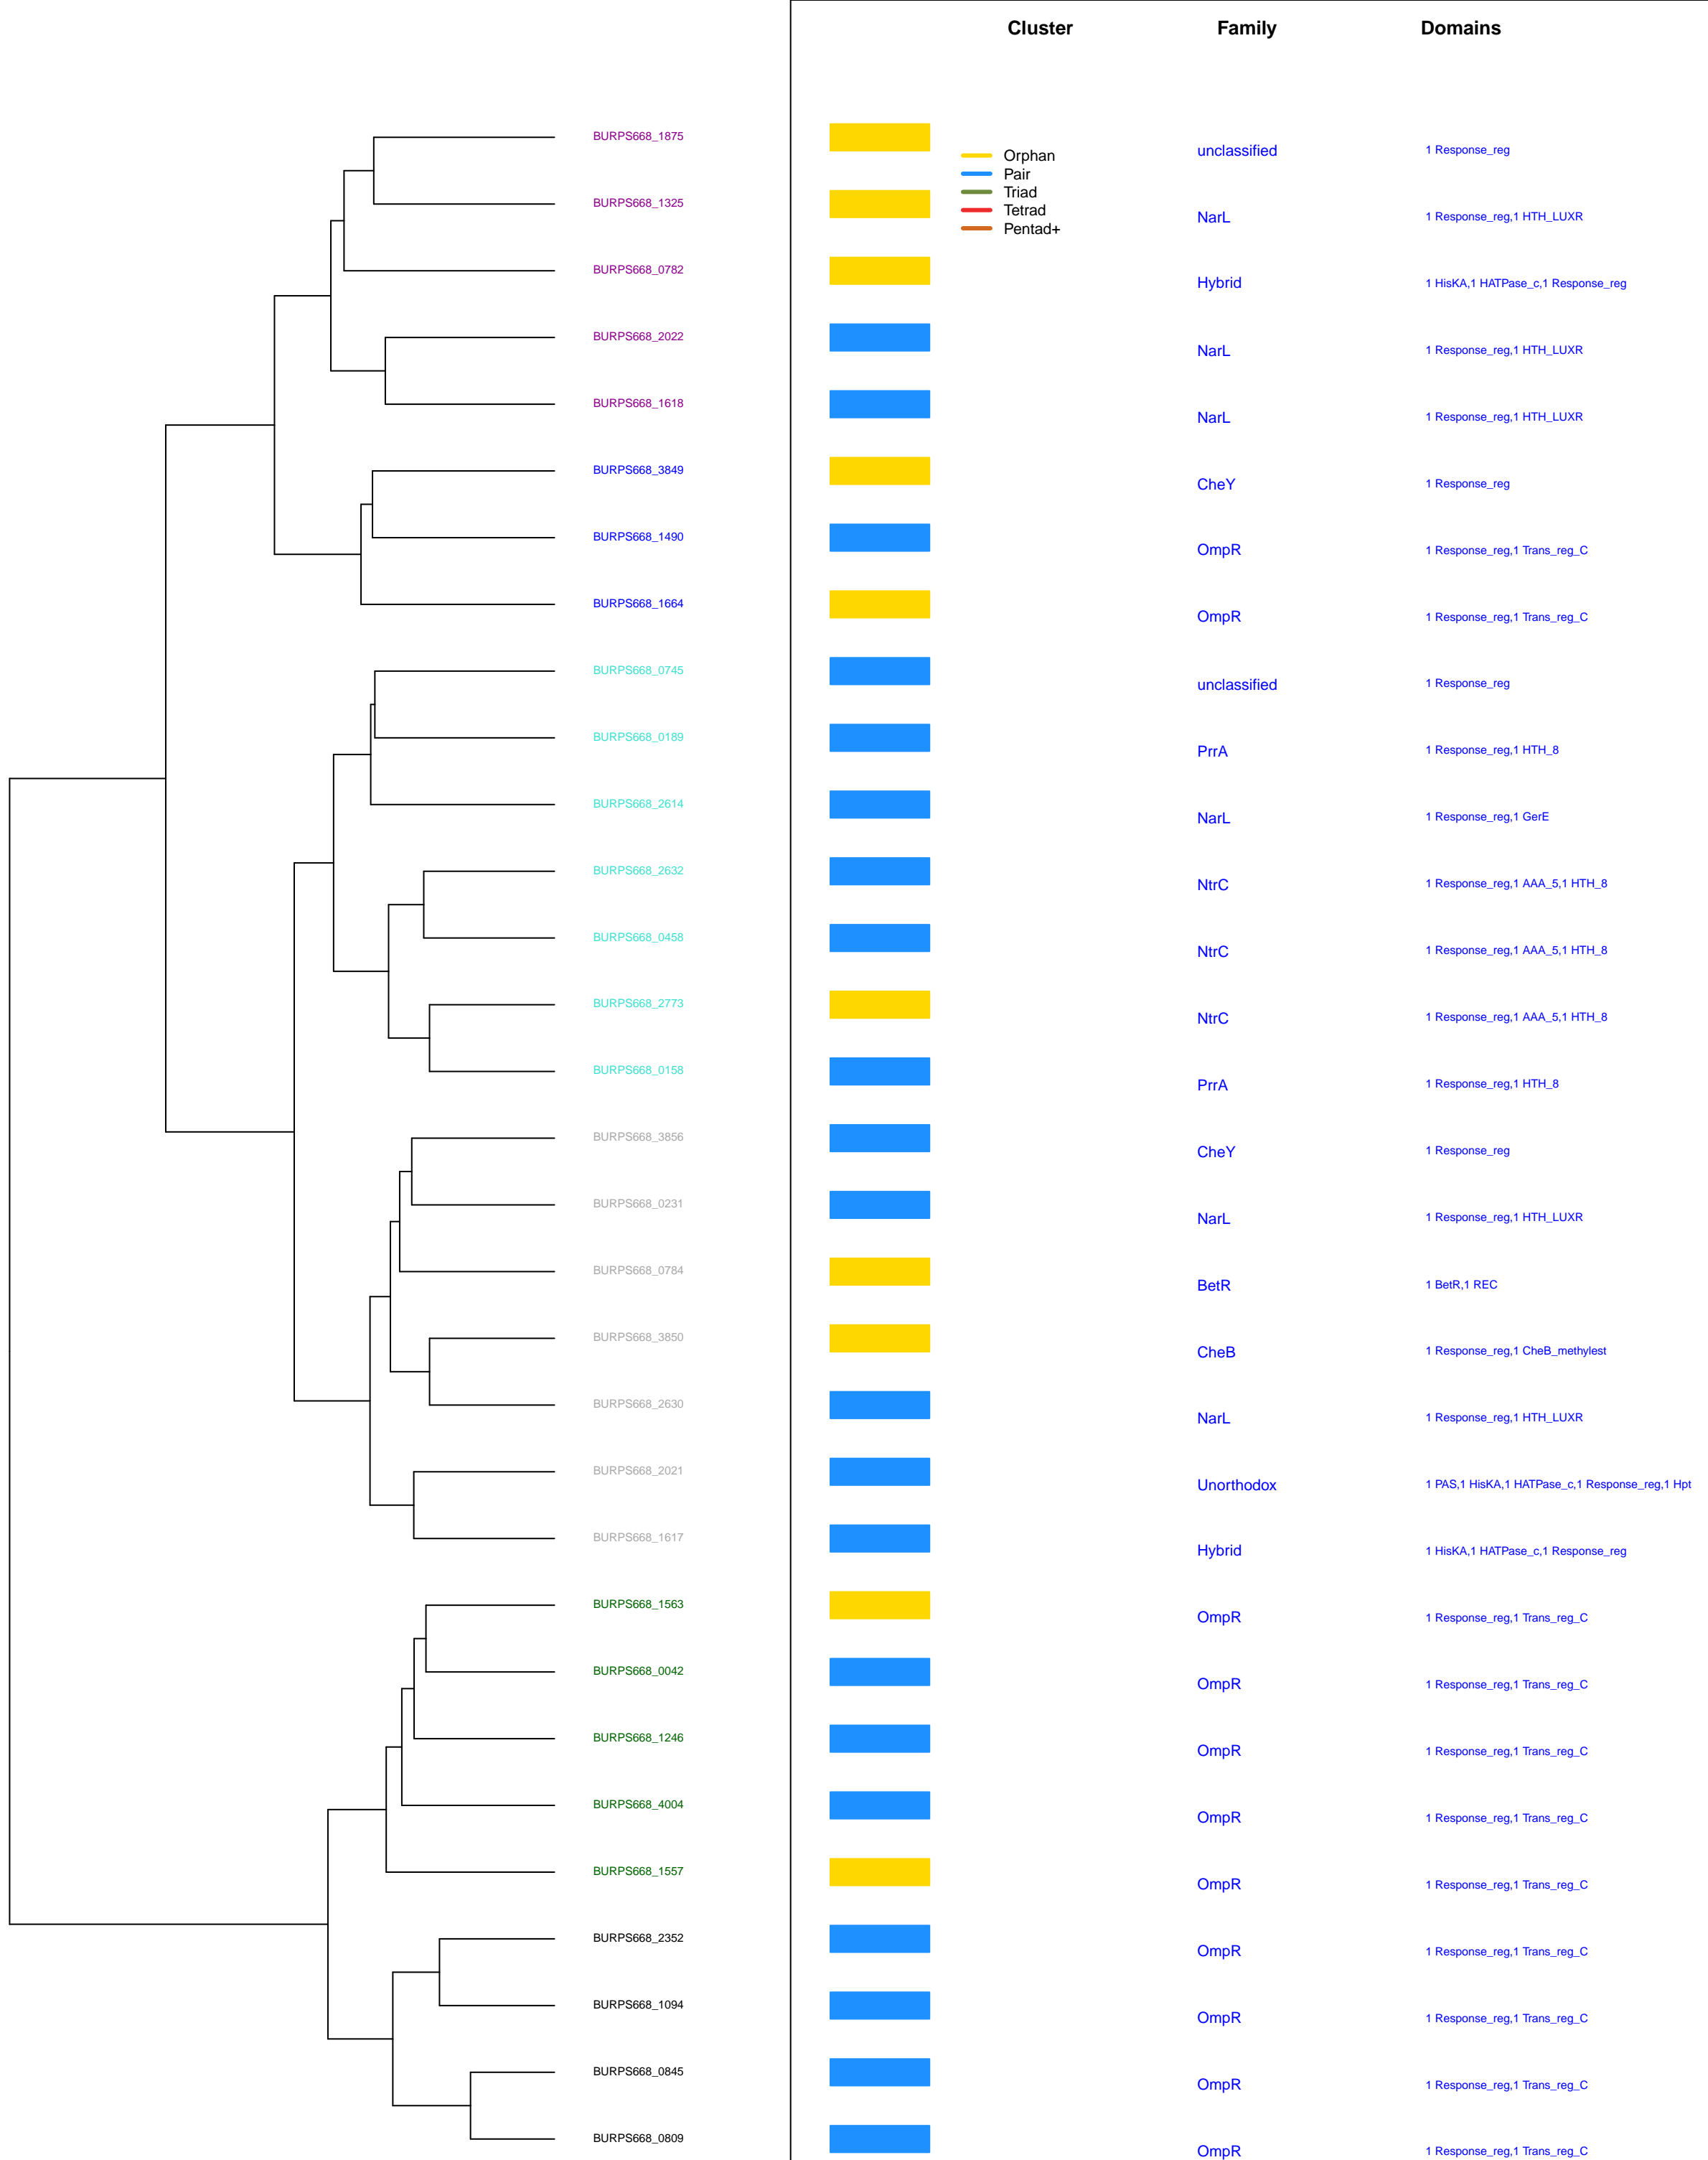 Cluster Family Domains
BURPS668_1875 unclassified 1 Response_reg
Orphan
Pair
Triad
BURPS668_1325 Tetrad NarL 1 Response_reg,1 HTH_LUXR
Pentad+
BURPS668_0782 Hybrid 1 HisKA,1 HATPase_c,1 Response_reg
BURPS668_2022 NarL 1 Response_reg,1 HTH_LUXR
BURPS668_1618 NarL 1 Response_reg,1 HTH_LUXR
BURPS668_3849 CheY 1 Response_reg
BURPS668_1490 OmpR 1 Response_reg,1 Trans_reg_C
BURPS668_1664 OmpR 1 Response_reg,1 Trans_reg_C
BURPS668_0745 unclassified 1 Response_reg
BURPS668_0189 PrrA 1 Response_reg,1 HTH_8
BURPS668_2614 NarL 1 Response_reg,1 GerE
BURPS668_2632 NtrC 1 Response_reg,1 AAA_5,1 HTH_8
BURPS668_0458 NtrC 1 Response_reg,1 AAA_5,1 HTH_8
BURPS668_2773 NtrC 1 Response_reg,1 AAA_5,1 HTH_8
BURPS668_0158 PrrA 1 Response_reg,1 HTH_8
BURPS668_3856 CheY 1 Response_reg
BURPS668_0231 NarL 1 Response_reg,1 HTH_LUXR
BURPS668_0784 BetR 1 BetR,1 REC
BURPS668_3850 CheB 1 Response_reg,1 CheB_methylest
BURPS668_2630 NarL 1 Response_reg,1 HTH_LUXR
BURPS668_2021 Unorthodox 1 PAS,1 HisKA,1 HATPase_c,1 Response_reg,1 Hpt
BURPS668_1617 Hybrid 1 HisKA,1 HATPase_c,1 Response_reg
BURPS668_1563 OmpR 1 Response_reg,1 Trans_reg_C
BURPS668_0042 OmpR 1 Response_reg,1 Trans_reg_C
BURPS668_1246 OmpR 1 Response_reg,1 Trans_reg_C
BURPS668_4004 OmpR 1 Response_reg,1 Trans_reg_C
BURPS668_1557 OmpR 1 Response_reg,1 Trans_reg_C
BURPS668_2352 OmpR 1 Response_reg,1 Trans_reg_C
BURPS668_1094 OmpR 1 Response_reg,1 Trans_reg_C
BURPS668_0845 OmpR 1 Response_reg,1 Trans_reg_C
BURPS668_0809 OmpR 1 Response_reg,1 Trans_reg_C